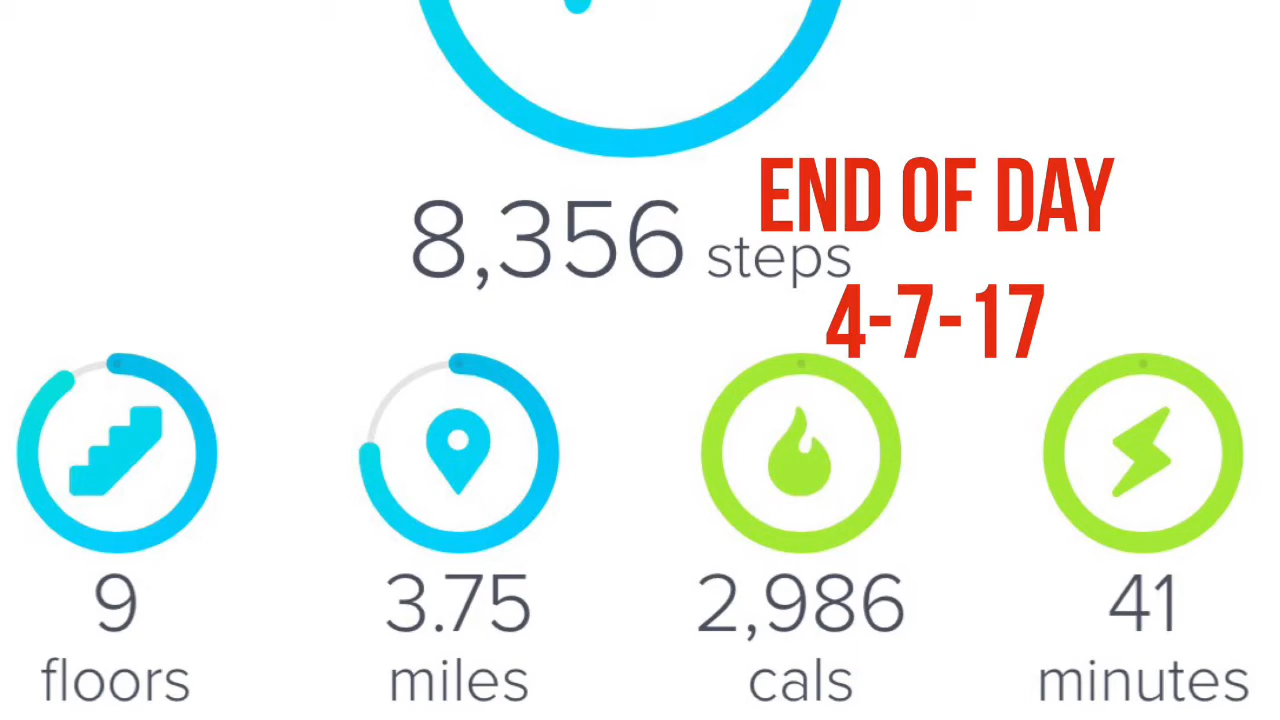 END OF DAY
8,356 steps
4-7-17
9
floors
3.75
miles
2,986
cals
41
minutes